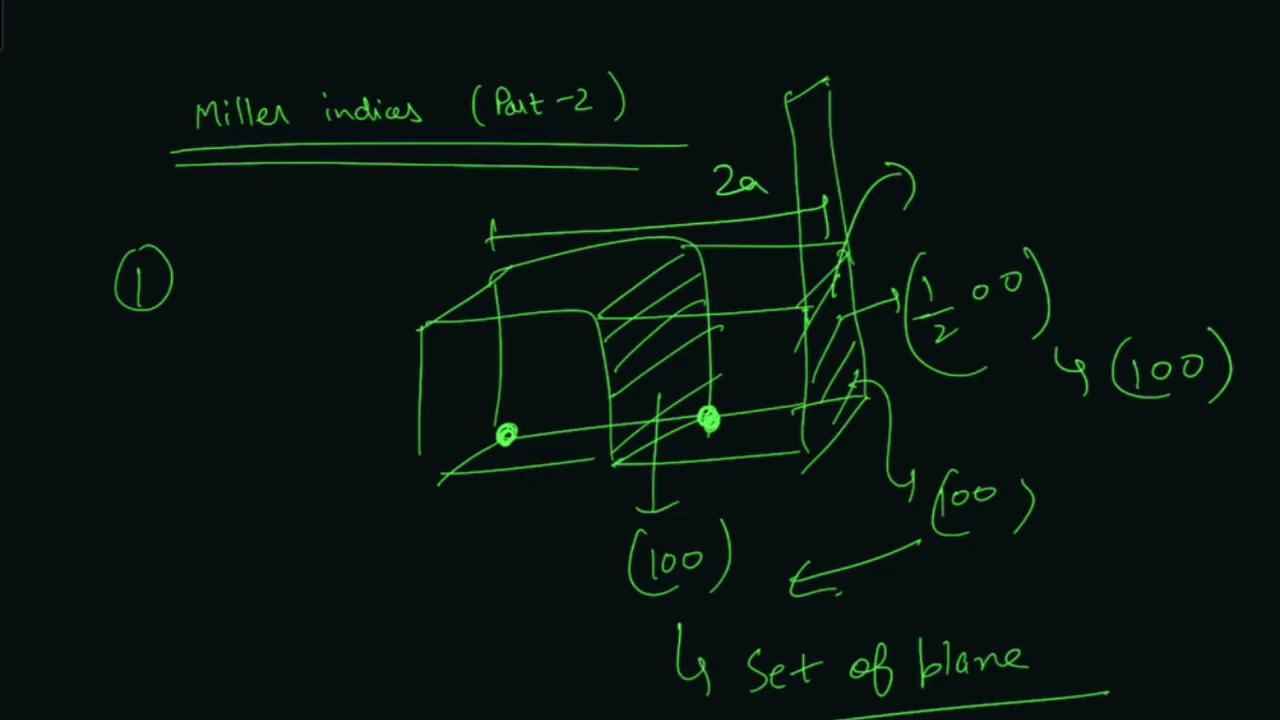 Miller indices (Part-2)
2a
1
(1/2 0 0)
(100)
(100)
(100)
Set of plane